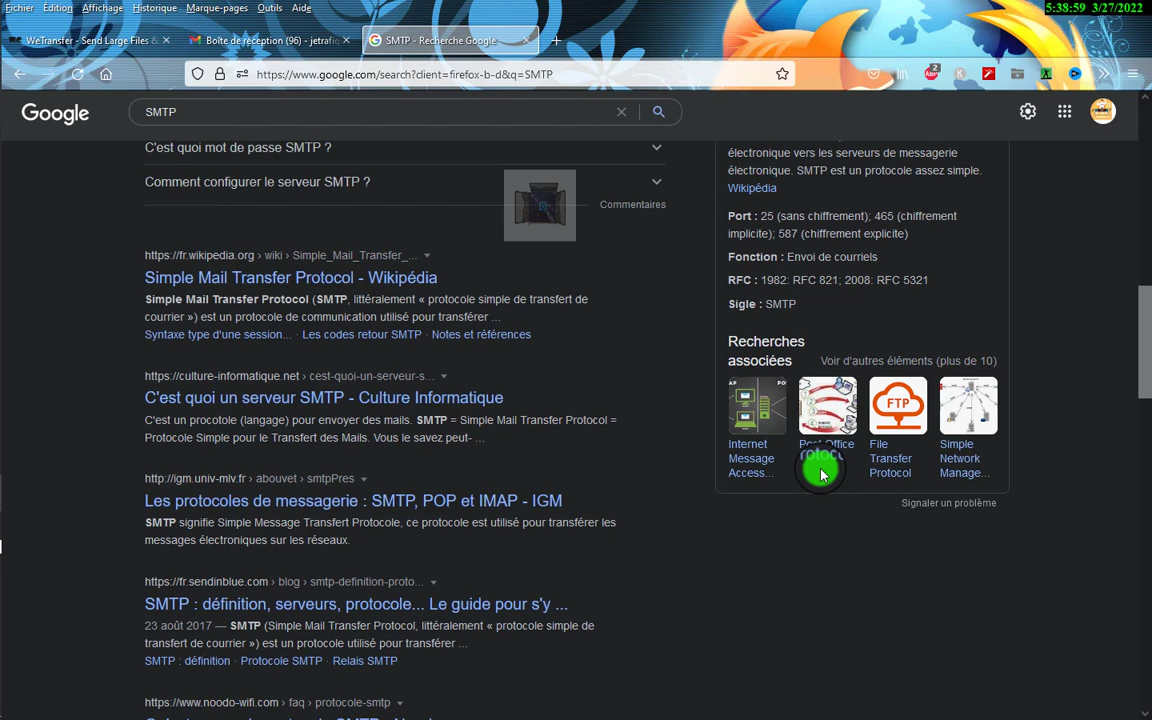 Fichier Édition Affichage Historique Marque-pages Outils Aide
5:38:59 3/27/2022
WeTransfer - Send Large Files &
Boîte de réception (96) - jetrafic
SMTP - Recherche Google
https://www.google.com/search?client=firefox-b-d&q=SMTP
2
Google
SMTP
C'est quoi mot de passe SMTP ?
Comment configurer le serveur SMTP ?
Commentaires
https://fr.wikipedia.org › wiki › Simple_Mail_Transfer_...
Simple Mail Transfer Protocol - Wikipédia
Simple Mail Transfer Protocol (SMTP, littéralement « protocole simple de transfert de
courrier ») est un protocole de communication utilisé pour transférer ...
Syntaxe type d'une session... · Les codes retour SMTP · Notes et références
https://culture-informatique.net › cest-quoi-un-serveur-s...
C'est quoi un serveur SMTP - Culture Informatique
C'est un procotole (langage) pour envoyer des mails. SMTP = Simple Mail Transfer Protocol =
Protocole Simple pour le Transfert des Mails. Vous le savez peut- ...
http://igm.univ-mlv.fr › abouvet › smtpPres
Les protocoles de messagerie : SMTP, POP et IMAP - IGM
SMTP signifie Simple Message Transfert Protocole, ce protocole est utilisé pour transférer les
messages électroniques sur les réseaux.
https://fr.sendinblue.com › blog › smtp-definition-proto...
SMTP : définition, serveurs, protocole... Le guide pour s'y ...
23 août 2017 — SMTP (Simple Mail Transfer Protocol, littéralement « protocole simple de
transfert de courrier ») est un protocole utilisé pour transférer ...
SMTP : définition · Protocole SMTP · Relais SMTP
https://www.noodo-wifi.com › faq › protocole-smtp
électronique vers les serveurs de messagerie
électronique. SMTP est un protocole assez simple.
Wikipédia
Port : 25 (sans chiffrement); 465 (chiffrement
implicite); 587 (chiffrement explicite)
Fonction : Envoi de courriels
RFC : 1982: RFC 821, 2008: RFC 5321
Sigle : SMTP
Recherches
associées
Voir d'autres éléments (plus de 10)
FTP
Internet
Message
Access...
Post Office
File
Transfer
Protocol
Simple
Network
Manage...
Signaler un problème